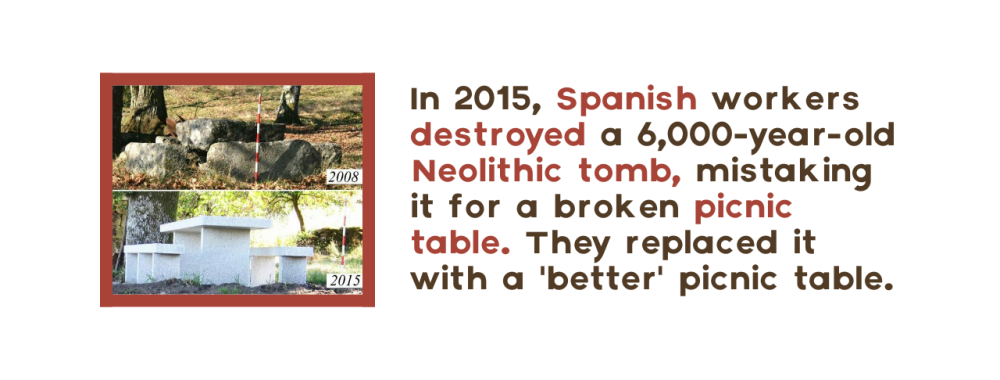 2008
2015
In 2015, Spanish workers
destroyed a 6,000-year-old
Neolithic tomb, mistaking
it for a broken picnic
table. They replaced it
with a 'better' picnic table.